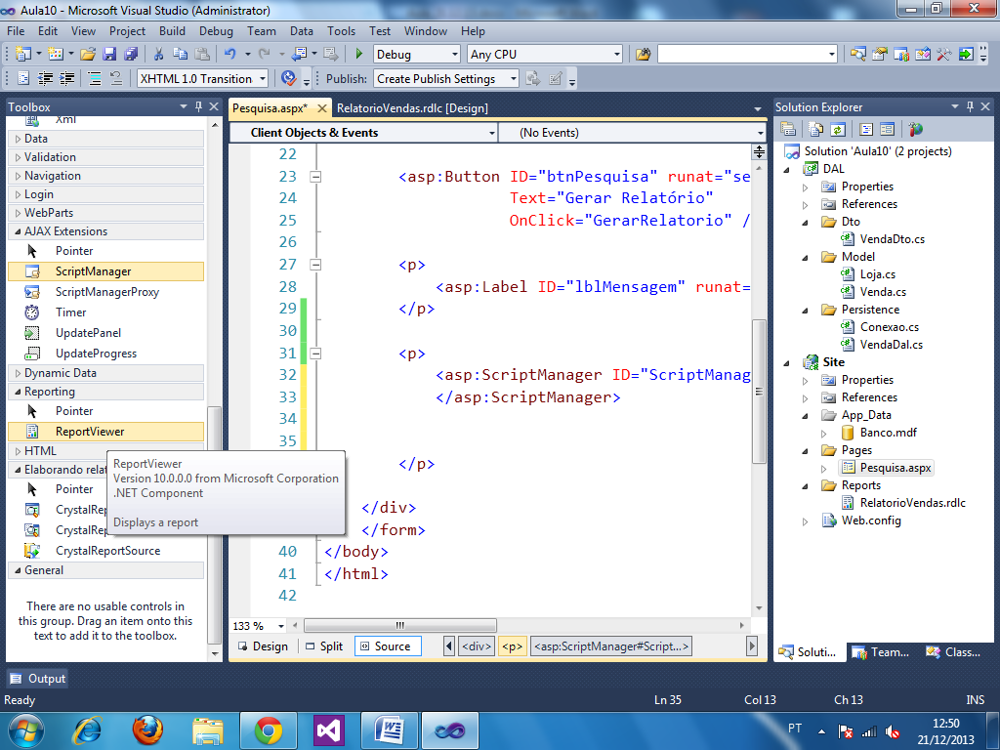 Aula10 - Microsoft Visual Studio (Administrator)
File Edit View Project Build Debug Team Data Tools Test Window Help
Debug Any CPU
XHTML 1.0 Transition Publish: Create Publish Settings
Toolbox
Xml
Data
Validation
Navigation
Login
WebParts
AJAX Extensions
Pointer
ScriptManager
ScriptManagerProxy
Timer
UpdatePanel
UpdateProgress
Dynamic Data
Reporting
Pointer
ReportViewer
HTML
Elaborando relat
Pointer
CrystalRep
CrystalRep
CrystalReportSource
General
There are no usable controls in
this group. Drag an item onto this
text to add it to the toolbox.
ReportViewer
Version 10.0.0.0 from Microsoft Corporation
.NET Component
Displays a report
Pesquisa.aspx* RelatorioVendas.rdlc [Design]
Client Objects & Events (No Events)
22
23 <asp:Button ID="btnPesquisa" runat="se
24 Text="Gerar Relatório"
25 OnClick="GerarRelatorio" /
26
27 <p>
28 <asp:Label ID="lblMensagem" runat=
29 </p>
30
31 <p>
32 <asp:ScriptManager ID="ScriptManag
33 </asp:ScriptManager>
34
35
</p>
</div>
</form>
40 </body>
41 </html>
42
133 %
Design Split Source <div> <p> <asp:ScriptManager#Script...>
Solution Explorer
Solution 'Aula10' (2 projects)
DAL
Properties
References
Dto
VendaDto.cs
Model
Loja.cs
Venda.cs
Persistence
Conexao.cs
VendaDal.cs
Site
Properties
References
App_Data
Banco.mdf
Pages
Pesquisa.aspx
Reports
RelatorioVendas.rdlc
Web.config
Soluti... Team... Class...
Output
Ready Ln 35 Col 13 Ch 13 INS
PT 12:50
21/12/2013